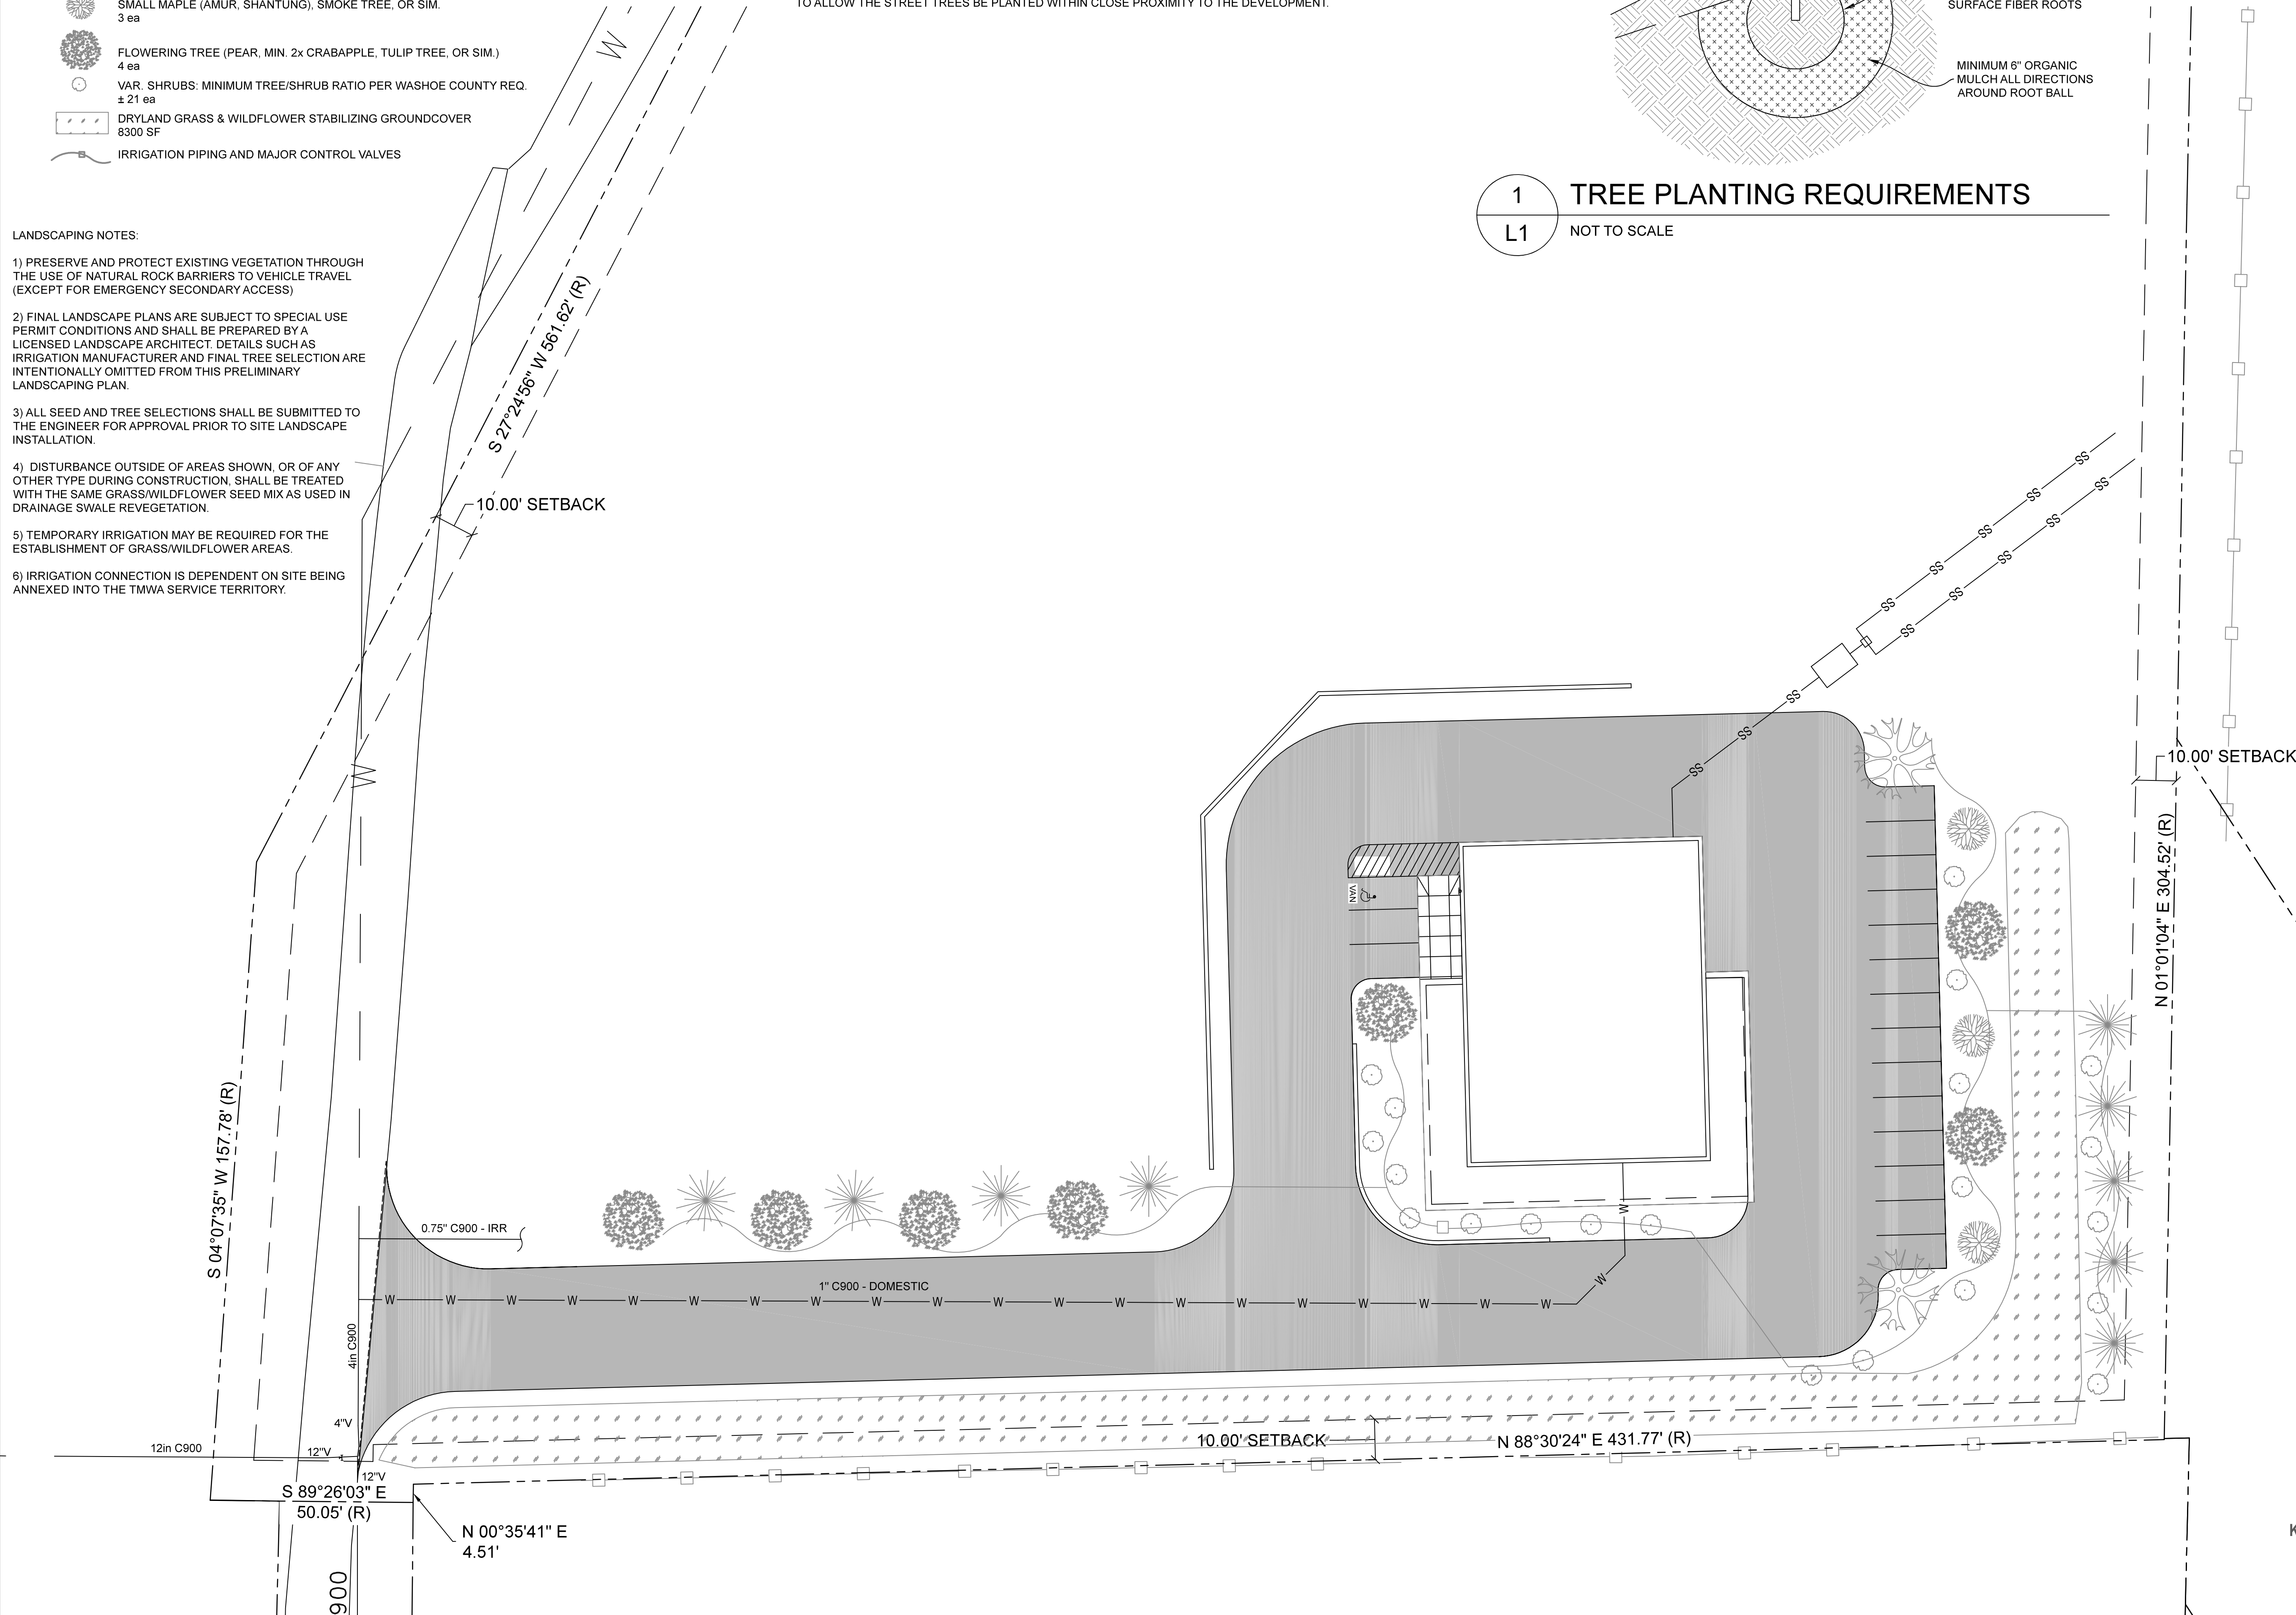 SMALL MAPLE (AMUR, SHANTUNG), SMOKE TREE, OR SIM.
3 ea
FLOWERING TREE (PEAR, MIN. 2x CRABAPPLE, TULIP TREE, OR SIM.)
4 ea
VAR. SHRUBS: MINIMUM TREE/SHRUB RATIO PER WASHOE COUNTY REQ.
± 21 ea
DRYLAND GRASS & WILDFLOWER STABILIZING GROUNDCOVER
8300 SF
IRRIGATION PIPING AND MAJOR CONTROL VALVES
TO ALLOW THE STREET TREES BE PLANTED WITHIN CLOSE PROXIMITY TO THE DEVELOPMENT.
SURFACE FIBER ROOTS
MINIMUM 6" ORGANIC
MULCH ALL DIRECTIONS
AROUND ROOT BALL
1
L1
TREE PLANTING REQUIREMENTS
NOT TO SCALE
LANDSCAPING NOTES:
1) PRESERVE AND PROTECT EXISTING VEGETATION THROUGH
THE USE OF NATURAL ROCK BARRIERS TO VEHICLE TRAVEL
(EXCEPT FOR EMERGENCY SECONDARY ACCESS)
2) FINAL LANDSCAPE PLANS ARE SUBJECT TO SPECIAL USE
PERMIT CONDITIONS AND SHALL BE PREPARED BY A
LICENSED LANDSCAPE ARCHITECT. DETAILS SUCH AS
IRRIGATION MANUFACTURER AND FINAL TREE SELECTION ARE
INTENTIONALLY OMITTED FROM THIS PRELIMINARY
LANDSCAPING PLAN.
3) ALL SEED AND TREE SELECTIONS SHALL BE SUBMITTED TO
THE ENGINEER FOR APPROVAL PRIOR TO SITE LANDSCAPE
INSTALLATION.
4) DISTURBANCE OUTSIDE OF AREAS SHOWN, OR OF ANY
OTHER TYPE DURING CONSTRUCTION, SHALL BE TREATED
WITH THE SAME GRASS/WILDFLOWER SEED MIX AS USED IN
DRAINAGE SWALE REVEGETATION.
5) TEMPORARY IRRIGATION MAY BE REQUIRED FOR THE
ESTABLISHMENT OF GRASS/WILDFLOWER AREAS.
6) IRRIGATION CONNECTION IS DEPENDENT ON SITE BEING
ANNEXED INTO THE TMWA SERVICE TERRITORY.
W
S 27°24'56" W 561.62' (R)
10.00' SETBACK
W
SS SS SS SS SS
SS SS SS SS SS
SS SS SS
10.00' SETBACK
N 01°01'04" E 304.52' (R)
VAN
S 04°07'35" W 157.78' (R)
0.75" C900 - IRR
1" C900 - DOMESTIC
W W W W W W W W W W W W W W W W W W W W W W
4in C900
4"V
12in C900
12"V
12"V
10.00' SETBACK
N 88°30'24" E 431.77' (R)
S 89°26'03" E
50.05' (R)
N 00°35'41" E
4.51'
900
K